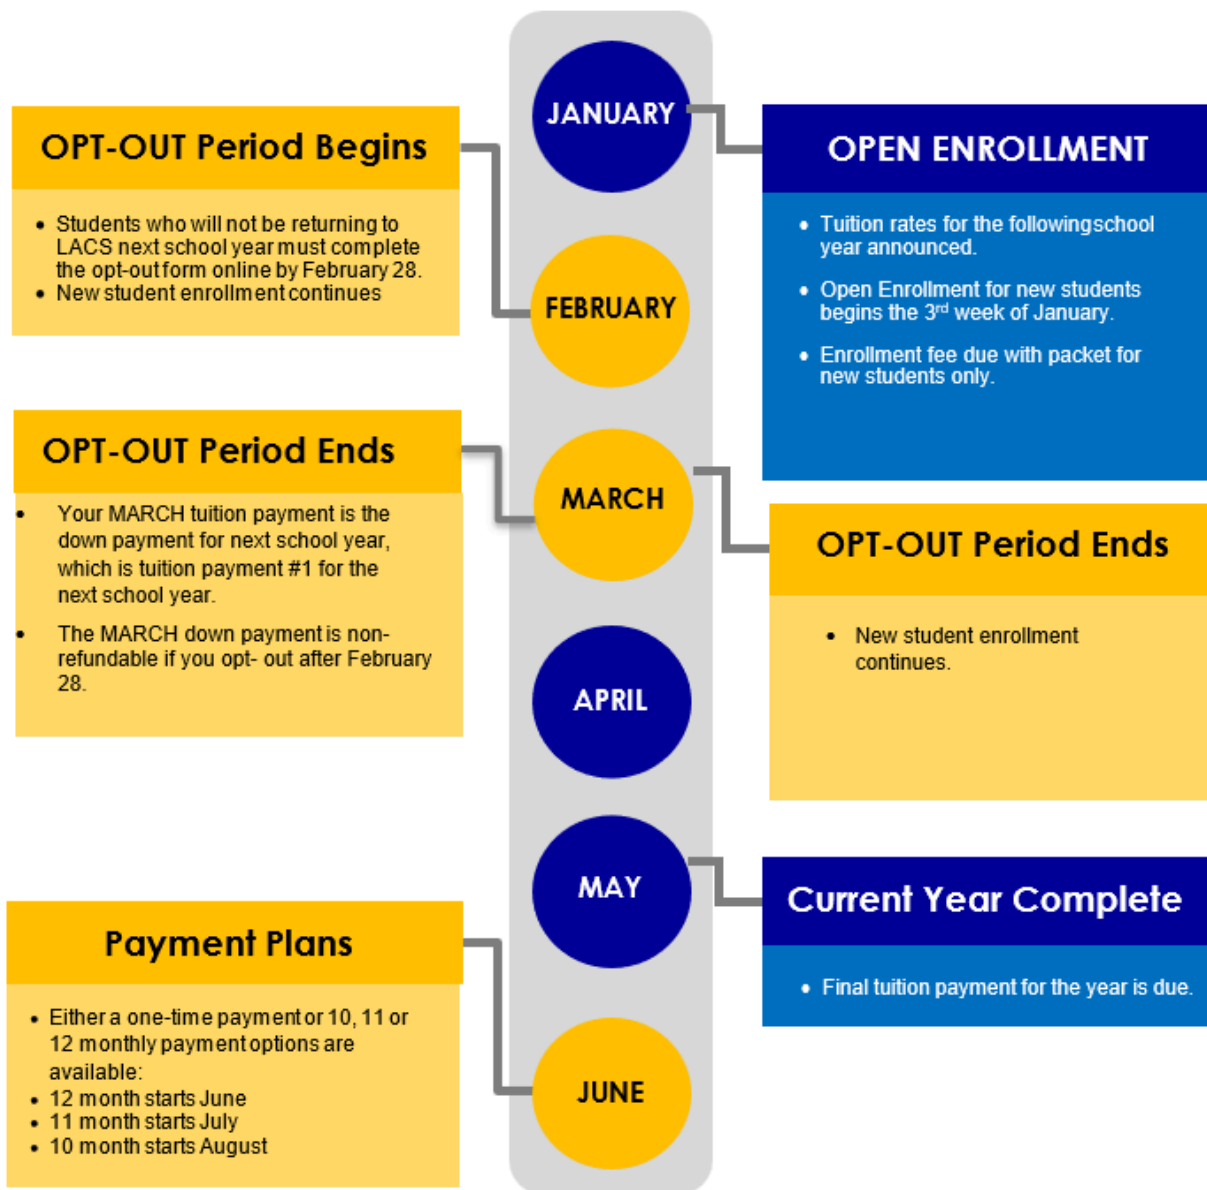 JANUARY
OPEN ENROLLMENT
• Tuition rates for the followingschool
year announced.
• Open Enrollment for new students
begins the 3rd week of January.
• Enrollment fee due with packet for
new students only.
OPT-OUT Period Begins
• Students who will not be returning to
LACS next school year must complete
the opt-out form online by February 28.
• New student enrollment continues
FEBRUARY
OPT-OUT Period Ends
• Your MARCH tuition payment is the
down payment for next school year,
which is tuition payment #1 for the
next school year.
• The MARCH down payment is non-
refundable if you opt- out after February
28.
MARCH
OPT-OUT Period Ends
• New student enrollment
continues.
APRIL
MAY
Current Year Complete
• Final tuition payment for the year is due.
Payment Plans
• Either a one-time payment or 10, 11 or
12 monthly payment options are
available:
• 12 month starts June
• 11 month starts July
• 10 month starts August
JUNE